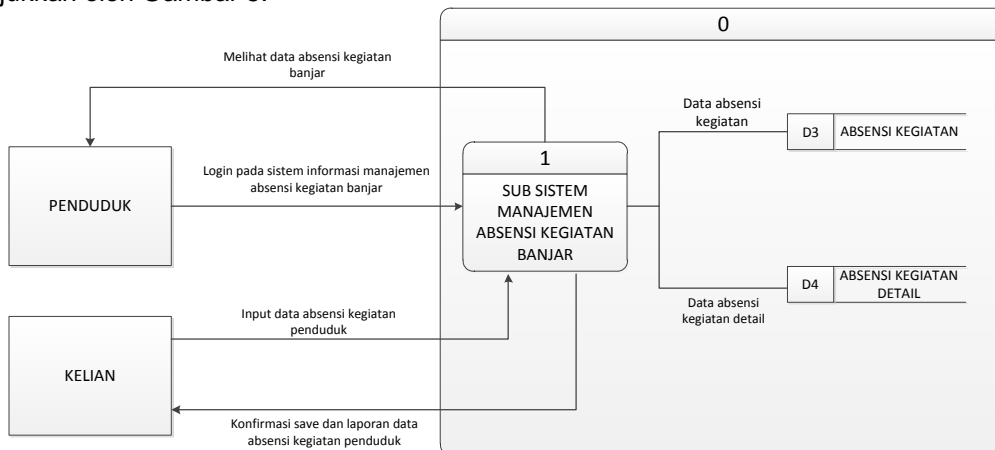 0
Melihat data absensi kegiatan
banjar
Data absensi
kegiatan
D3
ABSENSI KEGIATAN
1
SUB SISTEM
MANAJEMEN
ABSENSI KEGIATAN
BANJAR
Login pada sistem informasi manajemen
absensi kegiatan banjar
PENDUDUK
D4
ABSENSI KEGIATAN
DETAIL
Data absensi
kegiatan detail
Input data absensi kegiatan
penduduk
KELIAN
Konfirmasi save dan laporan data
absensi kegiatan penduduk